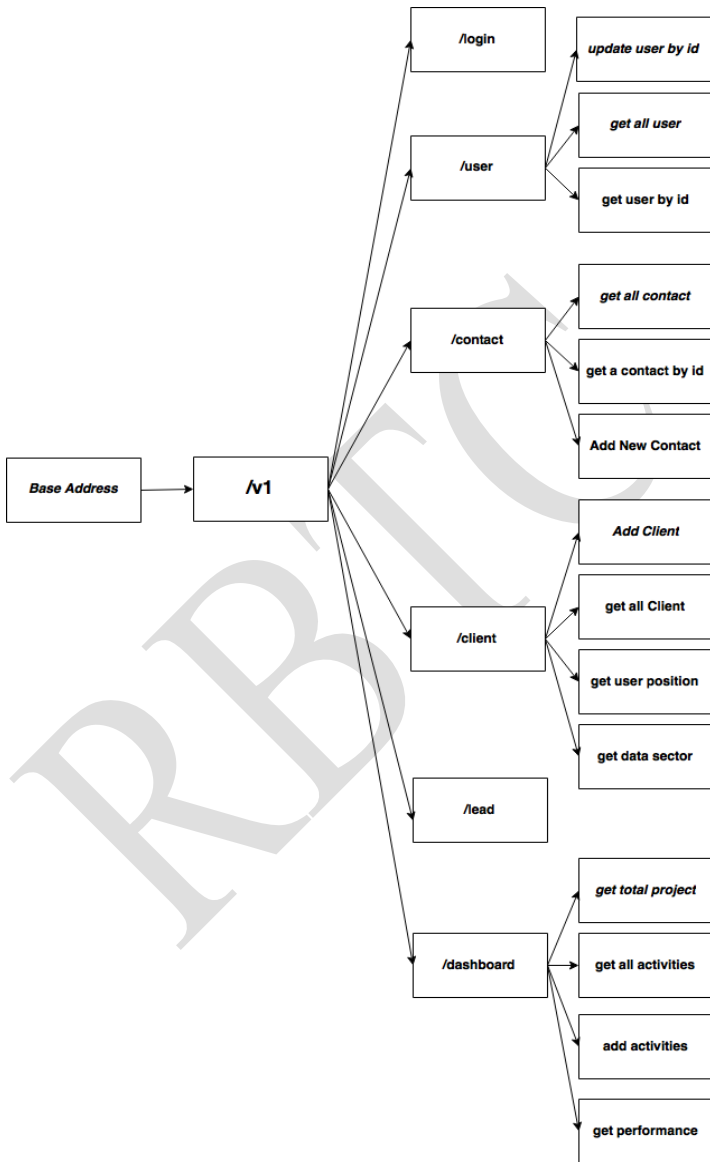 /login
update user by id
get all user
/user
get user by id
get all contact
/contact
get a contact by id
Add New Contact
Base Address
/v1
Add Client
get all Client
/client
get user position
get data sector
/lead
get total project
/dashboard
get all activities
add activities
get performance
RBTC